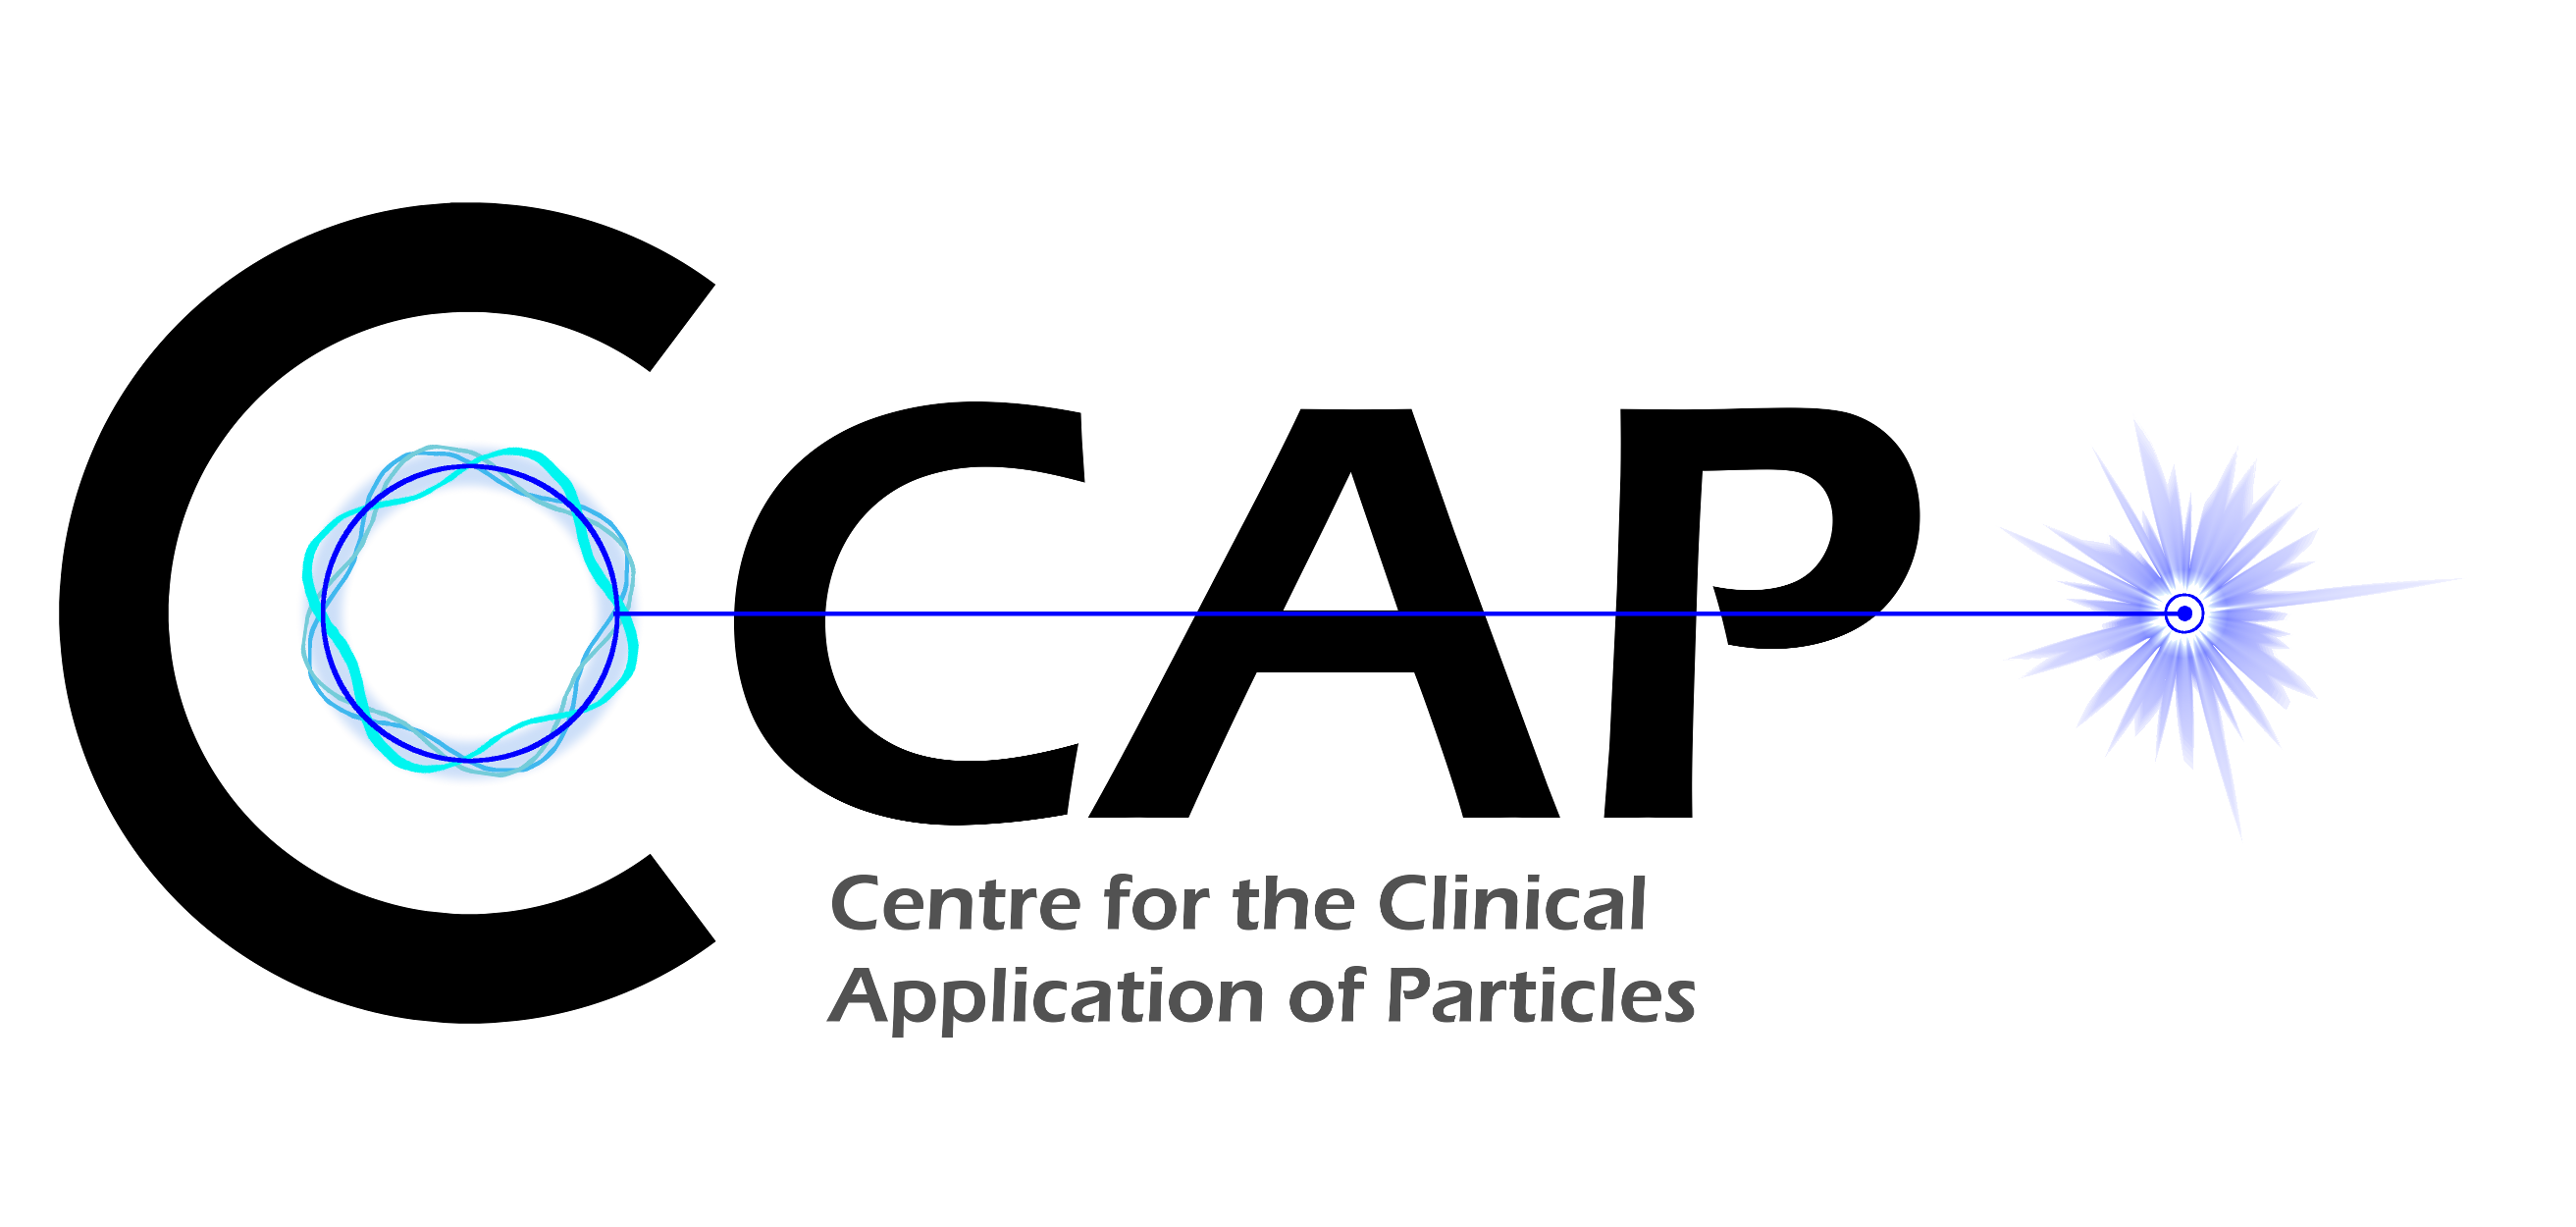 CCAP
Centre for the Clinical
Application of Particles